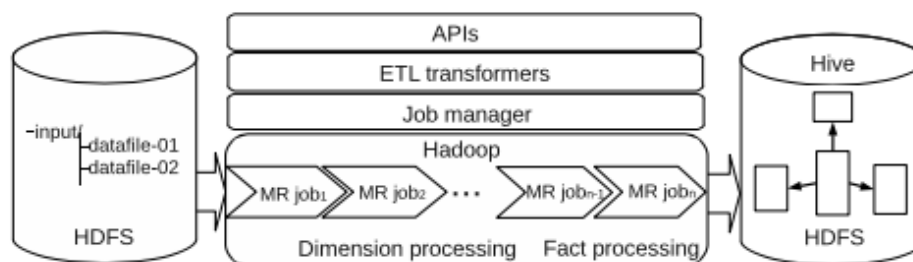 APIs
ETL transformers
Job manager
Hadoop
−input/
datafile-01
datafile-02
HDFS
MR job1
MR job2
...
MR jobn-1
MR jobn
Dimension processing
Fact processing
Hive
HDFS